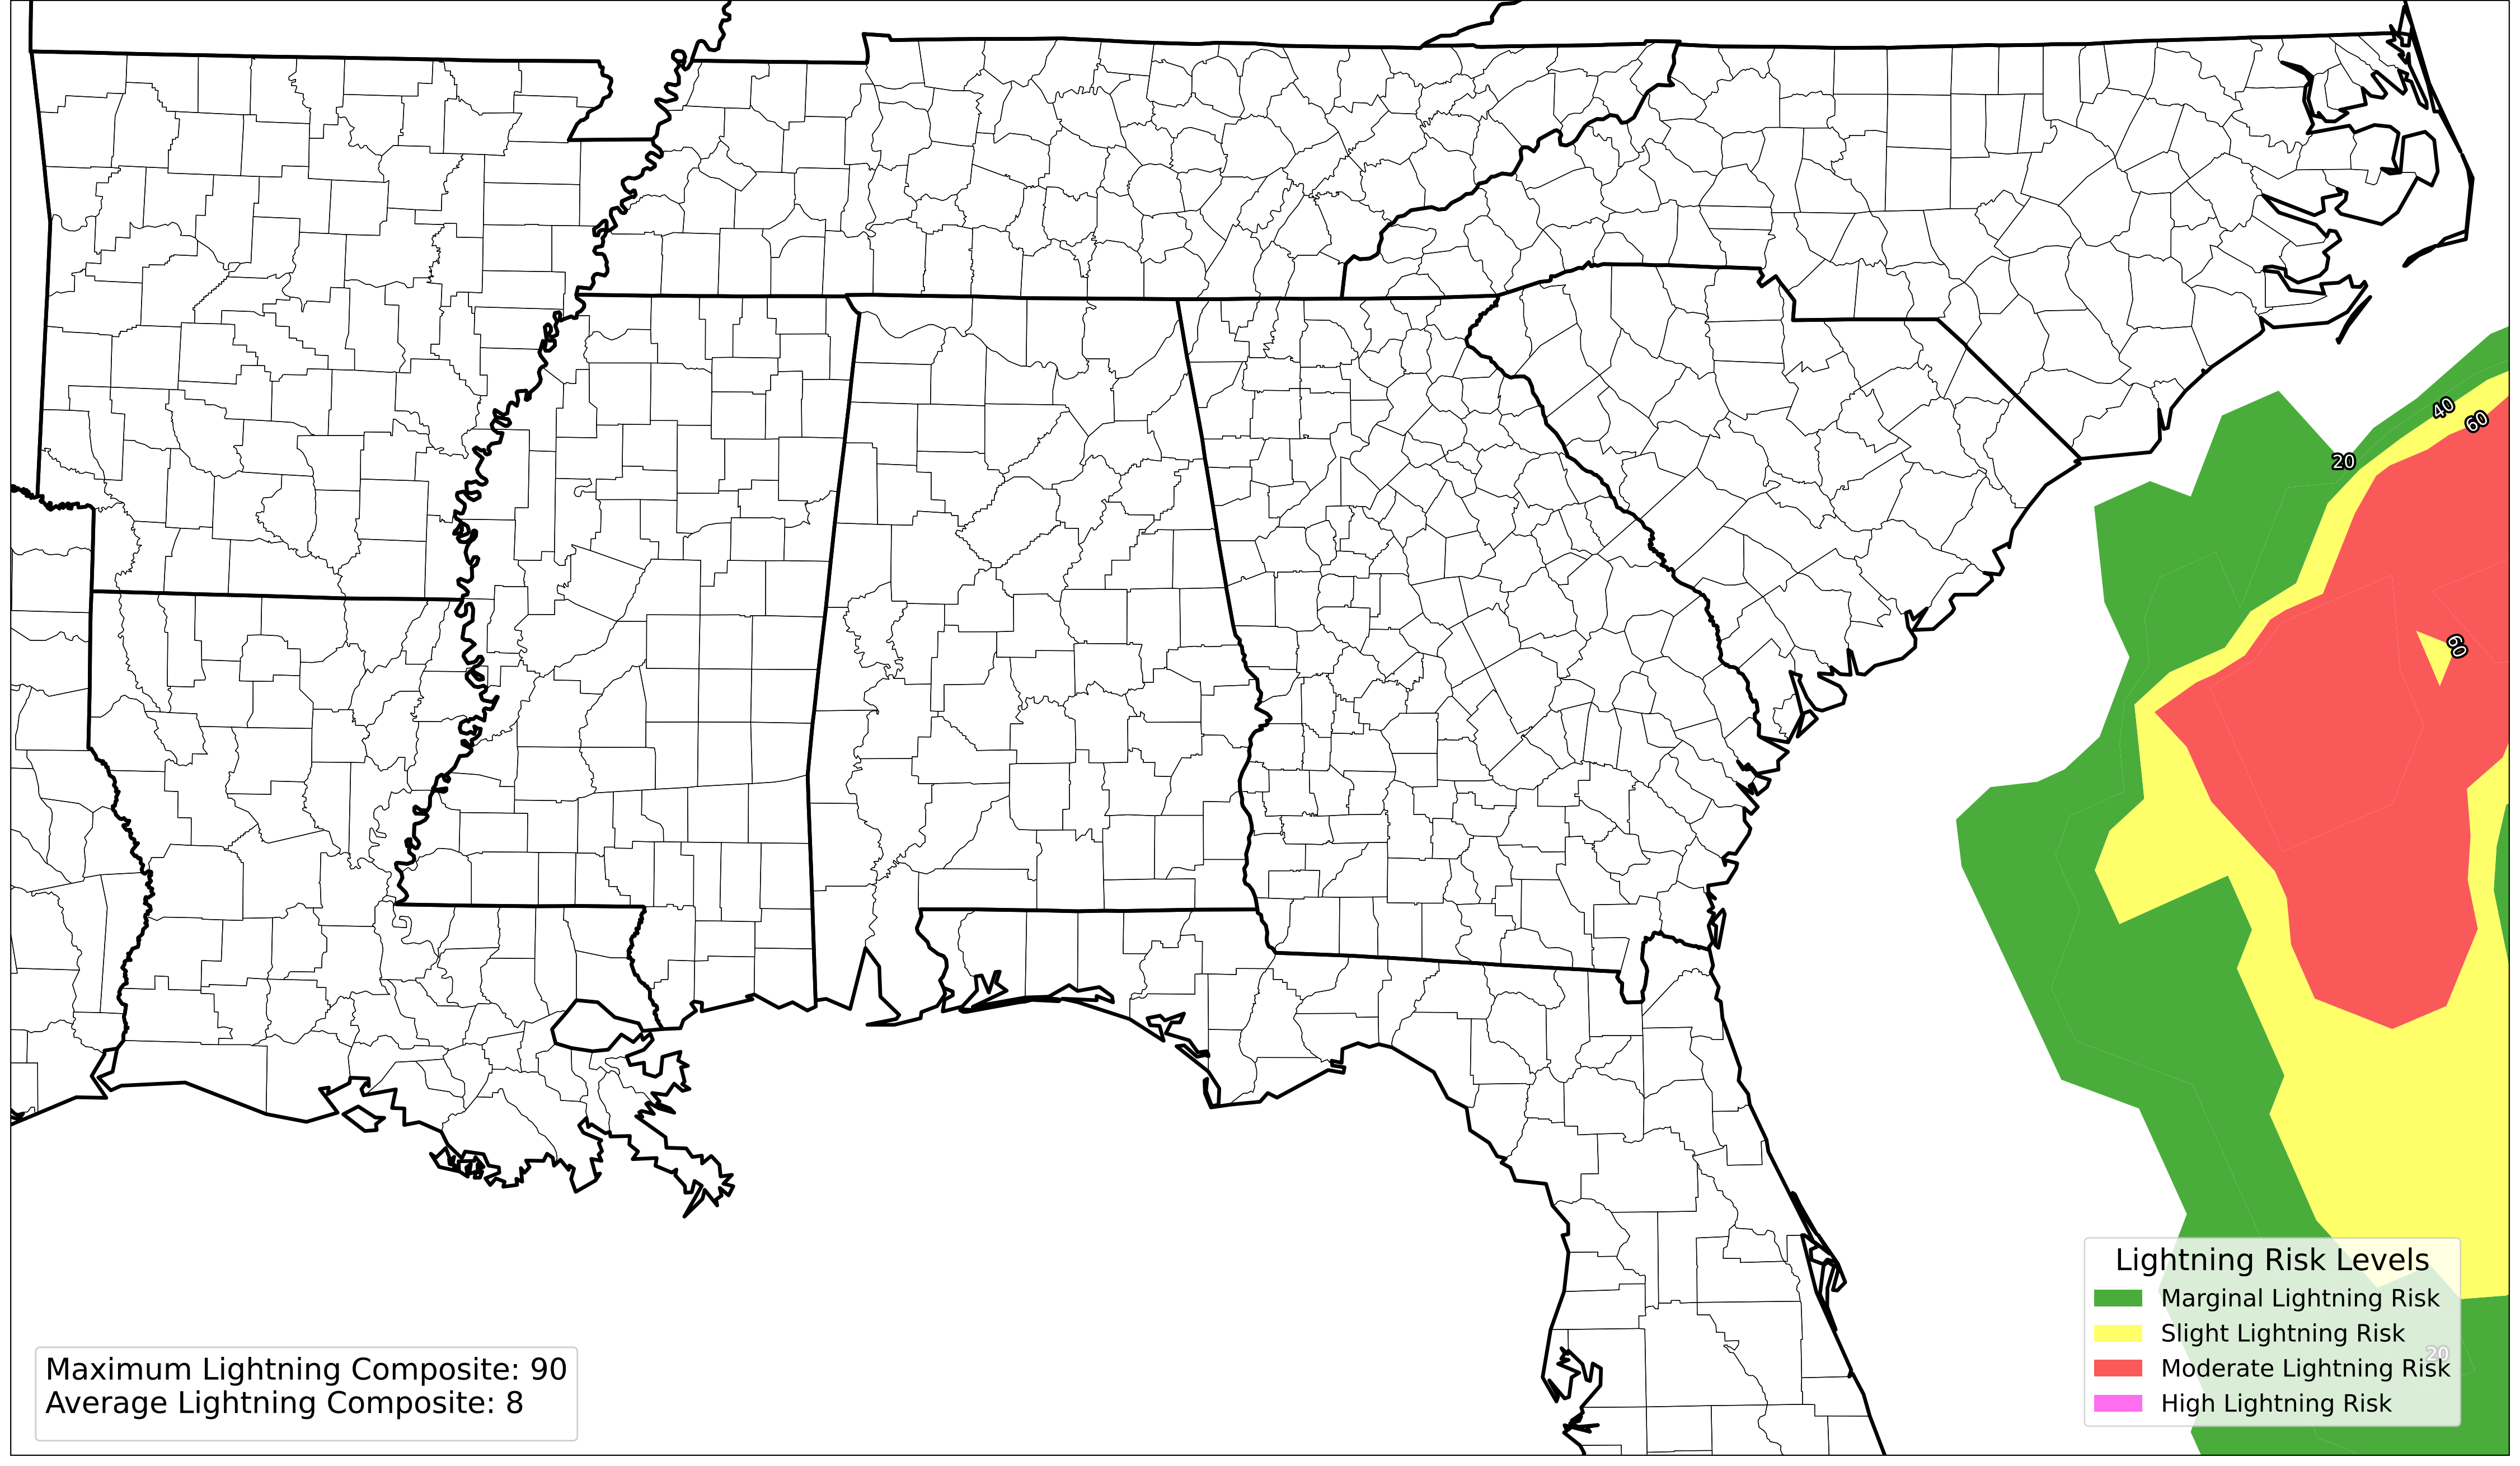 40
60
20
60
Lightning Risk Levels
Marginal Lightning Risk
Slight Lightning Risk
20
Moderate Lightning Risk
High Lightning Risk
Maximum Lightning Composite: 90
Average Lightning Composite: 8